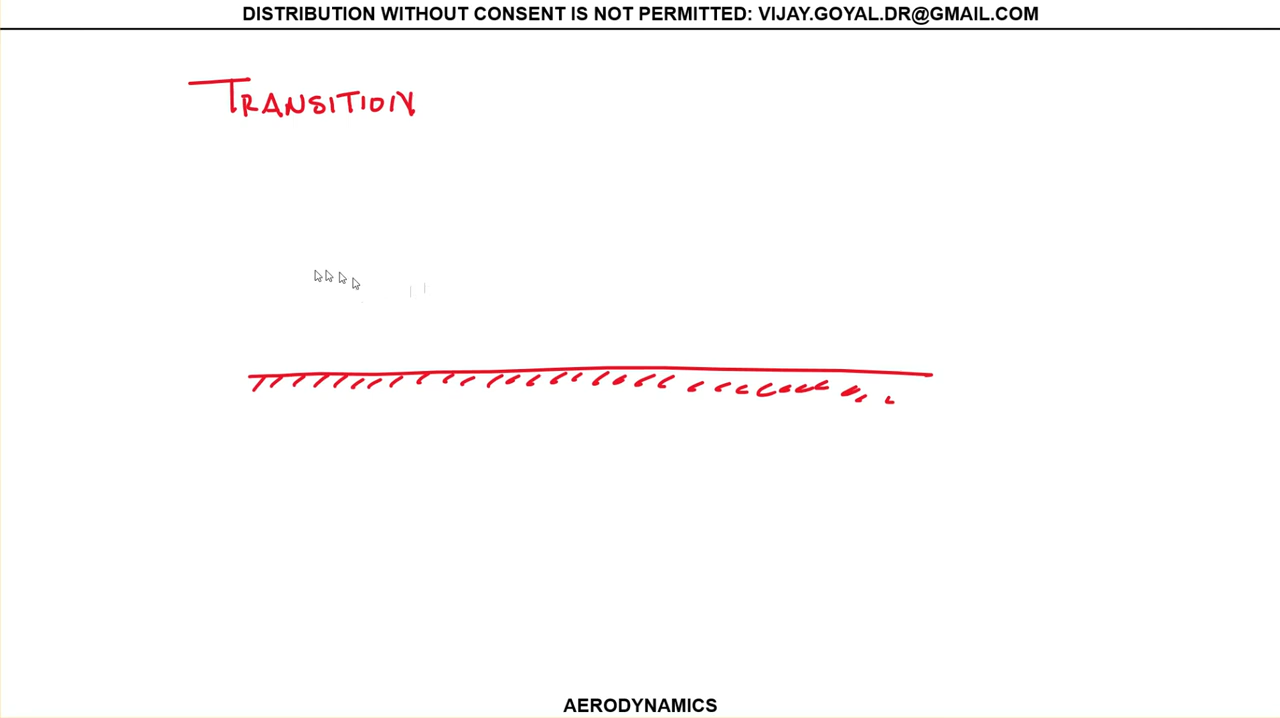 DISTRIBUTION WITHOUT CONSENT IS NOT PERMITTED: VIJAY.GOYAL.DR@GMAIL.COM
TRANSITION
AERODYNAMICS